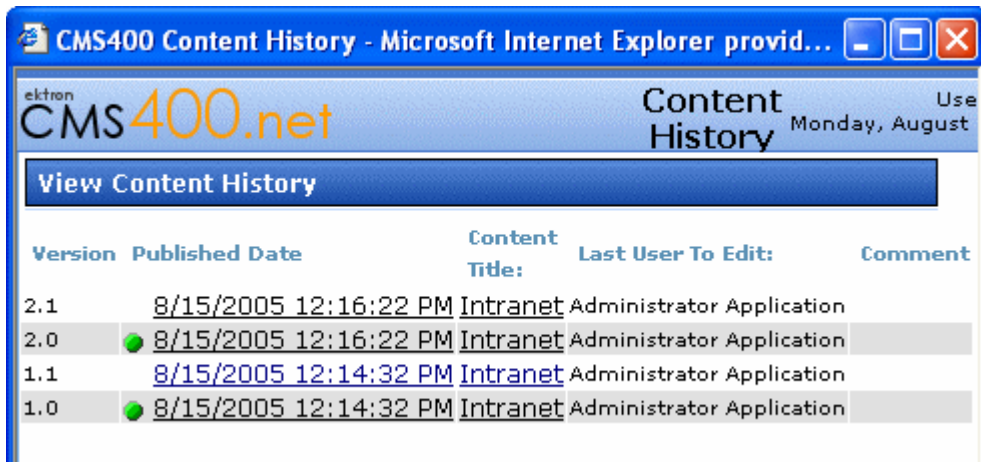 CMS400 Content History - Microsoft Internet Explorer provid...
ektron
CMS400.net
Content History
Use
Monday, August
View Content History
Version Published Date Content Title: Last User To Edit: Comment
2.1 8/15/2005 12:16:22 PM Intranet Administrator Application
2.0 8/15/2005 12:16:22 PM Intranet Administrator Application
1.1 8/15/2005 12:14:32 PM Intranet Administrator Application
1.0 8/15/2005 12:14:32 PM Intranet Administrator Application